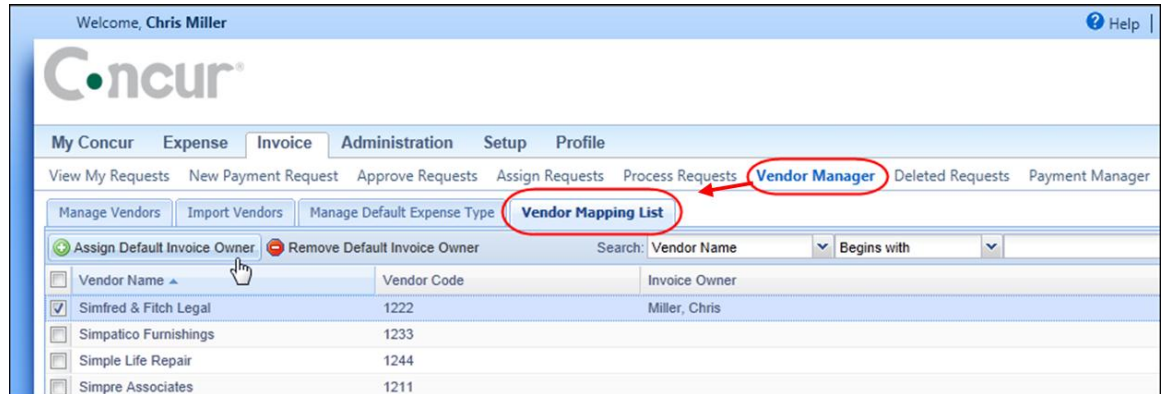 Welcome, Chris Miller Help |
Concur®
My Concur Expense Invoice Administration Setup Profile
View My Requests New Payment Request Approve Requests Assign Requests Process Requests Vendor Manager Deleted Requests Payment Manager
Manage Vendors Import Vendors Manage Default Expense Type Vendor Mapping List
Assign Default Invoice Owner Remove Default Invoice Owner Search: Vendor Name Begins with
Vendor Name Vendor Code Invoice Owner
Simfred & Fitch Legal 1222 Miller, Chris
Simpatico Furnishings 1233
Simple Life Repair 1244
Simpre Associates 1211